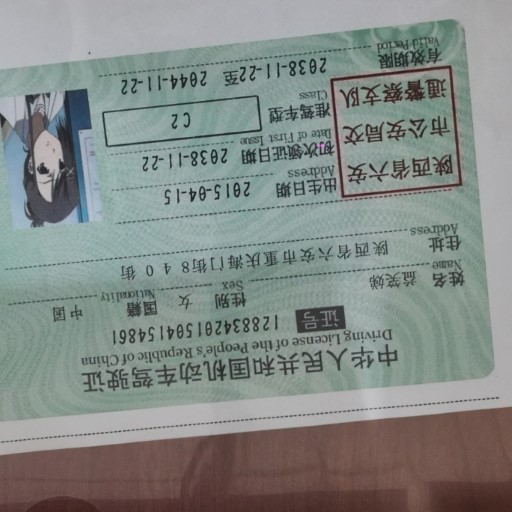 中华人民共和国机动车驾驶证
Driving License of the People's Republic of China
证号 128834201504154861
姓名 益笑娣 性别 女 国籍 中国
Name Sex Nationality
住址 陕西省六安市重庆海门街840街
Address
陕西省六安
市公安局交
通警察支队
出生日期 2015-04-15
Address
初次领证日期 2038-11-22
Date of First Issue
准驾车型 C2
Class
有效期限 2038-11-22至 2044-11-22
Valid Period